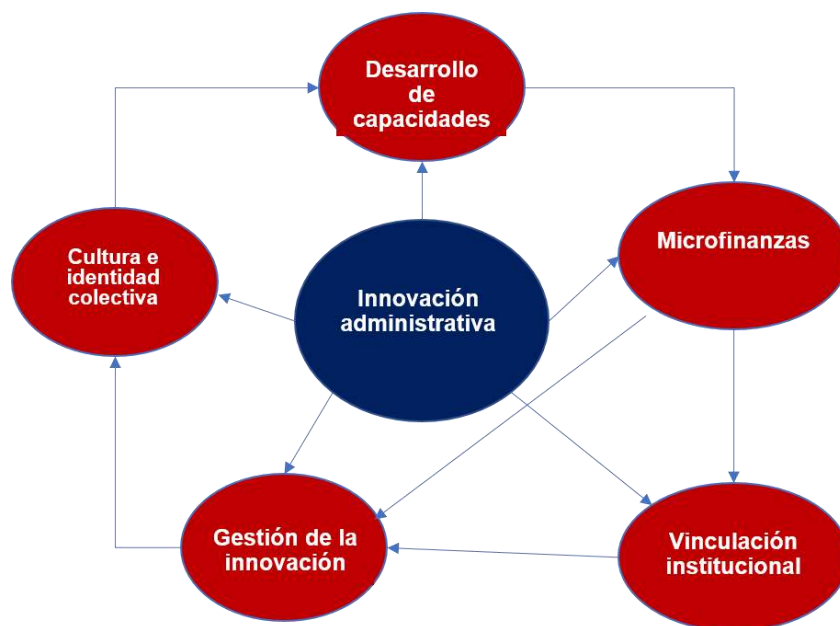 Desarrollo
de
capacidades
Microfinanzas
Cultura e
identidad
colectiva
Innovación
administrativa
Gestión de la
innovación
Vinculación
institucional